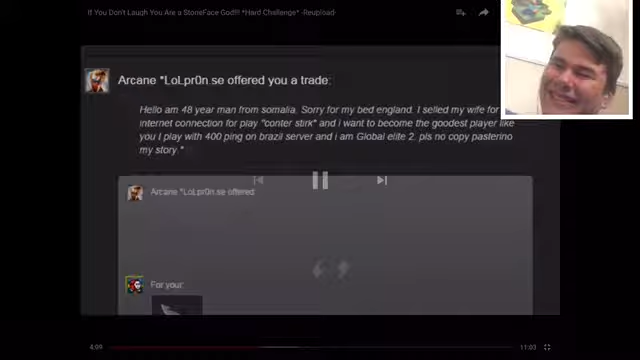 If You Don't Laugh You Are a StoneFace God!!! *Hard Challenge* -Reupload-
Arcane *LoLpr0n.se offered you a trade:
Hello am 48 year man from somalia. Sorry for my bed england. I selled my wife for
internet connection for play "conter stirk" and i want to become the goodest player like
you I play with 400 ping on brazil server and i am Global elite 2. pls no copy pasterino
my story."
Arcane *LoLpr0n.se offered:
For your:
4:09
11:03